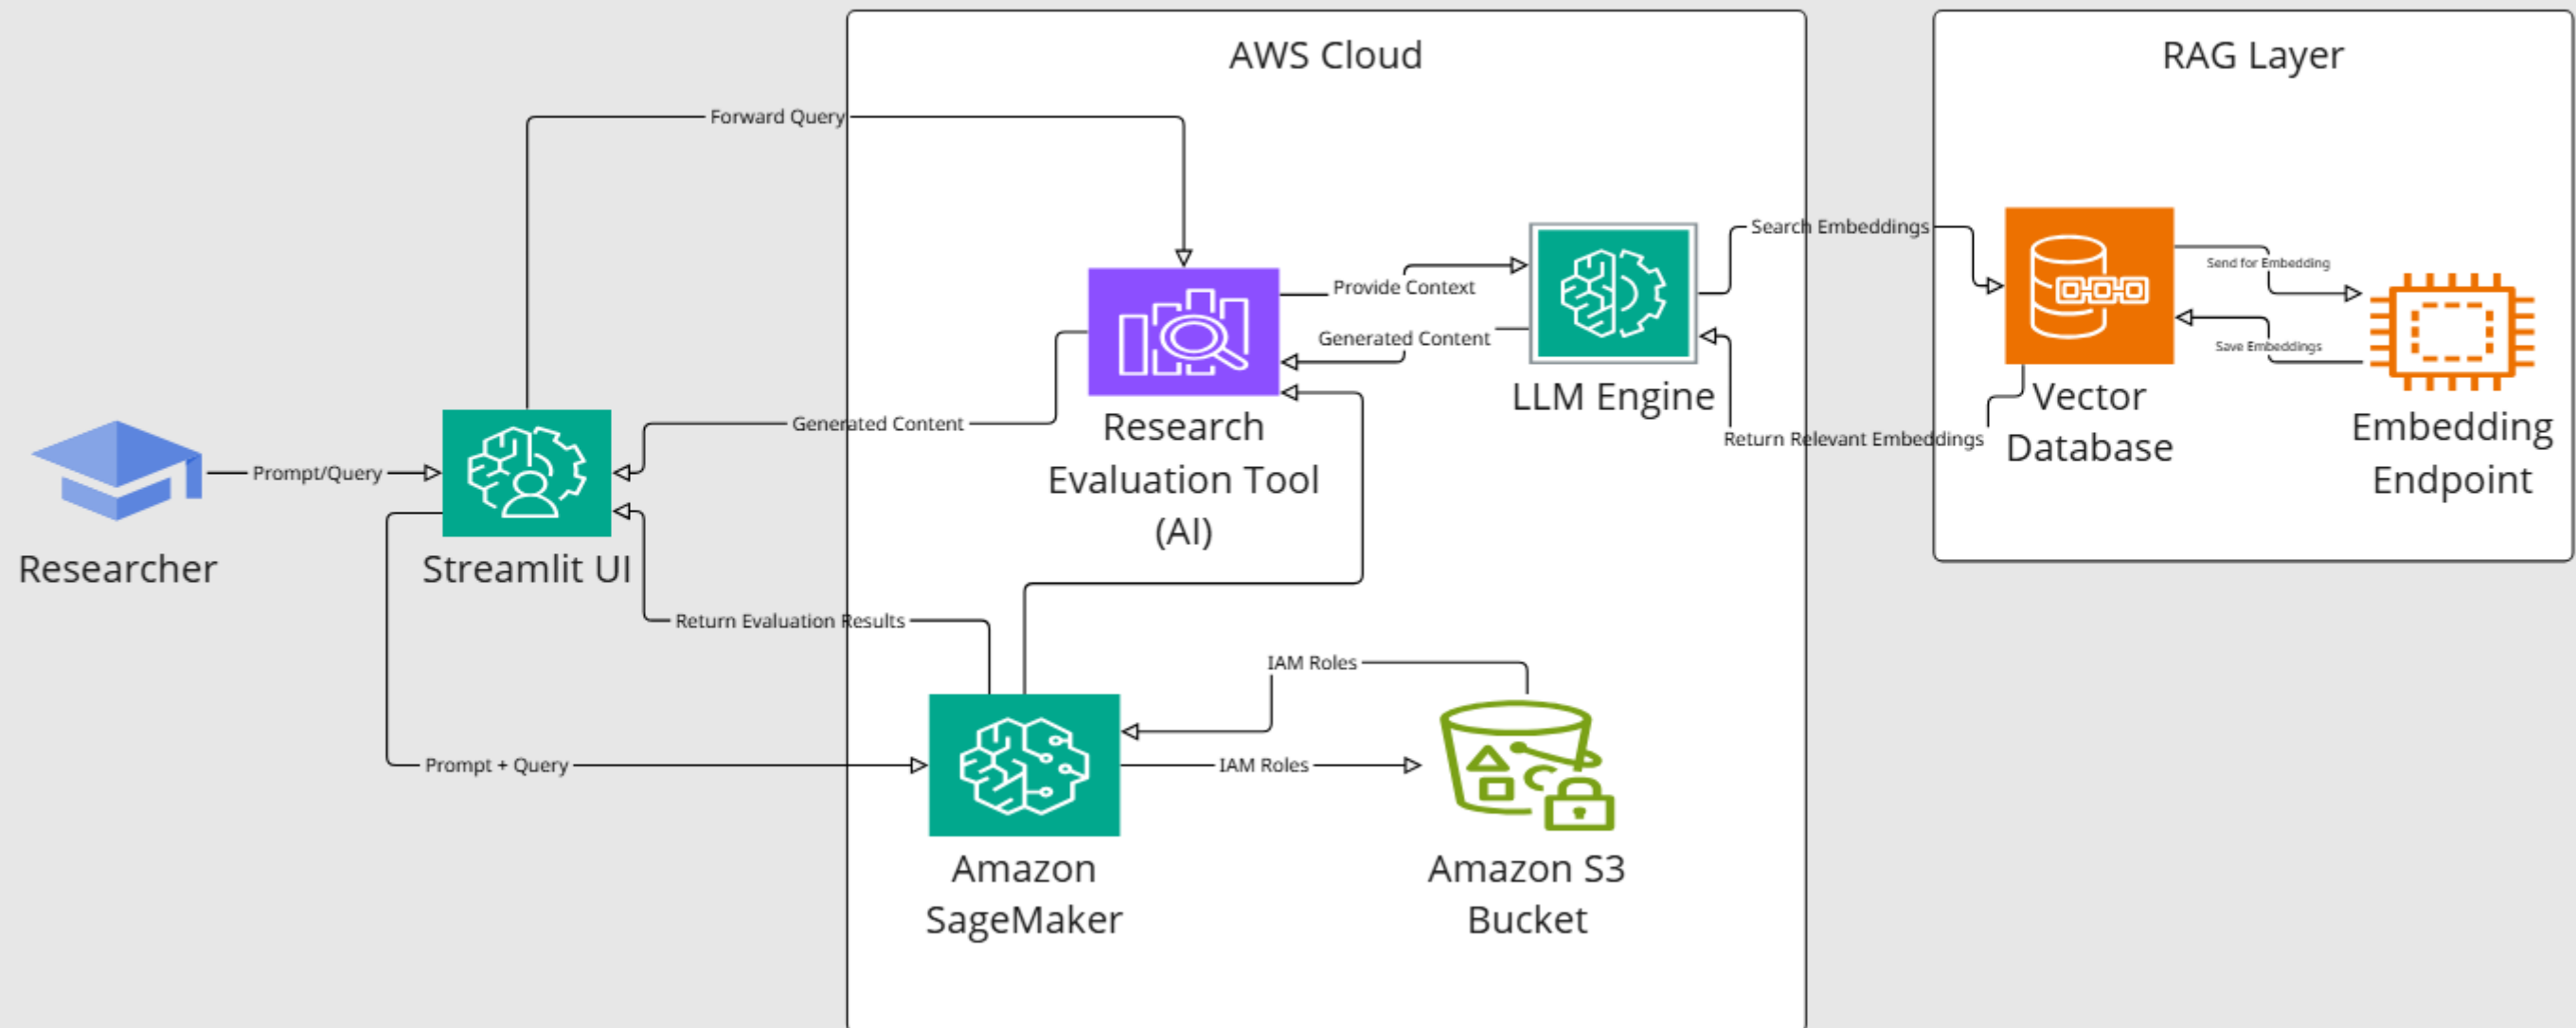 AWS Cloud
RAG Layer
Forward Query
Search Embeddings
Send for Embedding
Provide Context
Generated Content
Save Embeddings
LLM Engine
Vector
Database
Return Relevant Embeddings
Embedding
Endpoint
Research
Evaluation Tool
(AI)
Generated Content
Prompt/Query
Researcher
Streamlit UI
Return Evaluation Results
IAM Roles
Prompt + Query
IAM Roles
Amazon
SageMaker
Amazon S3
Bucket